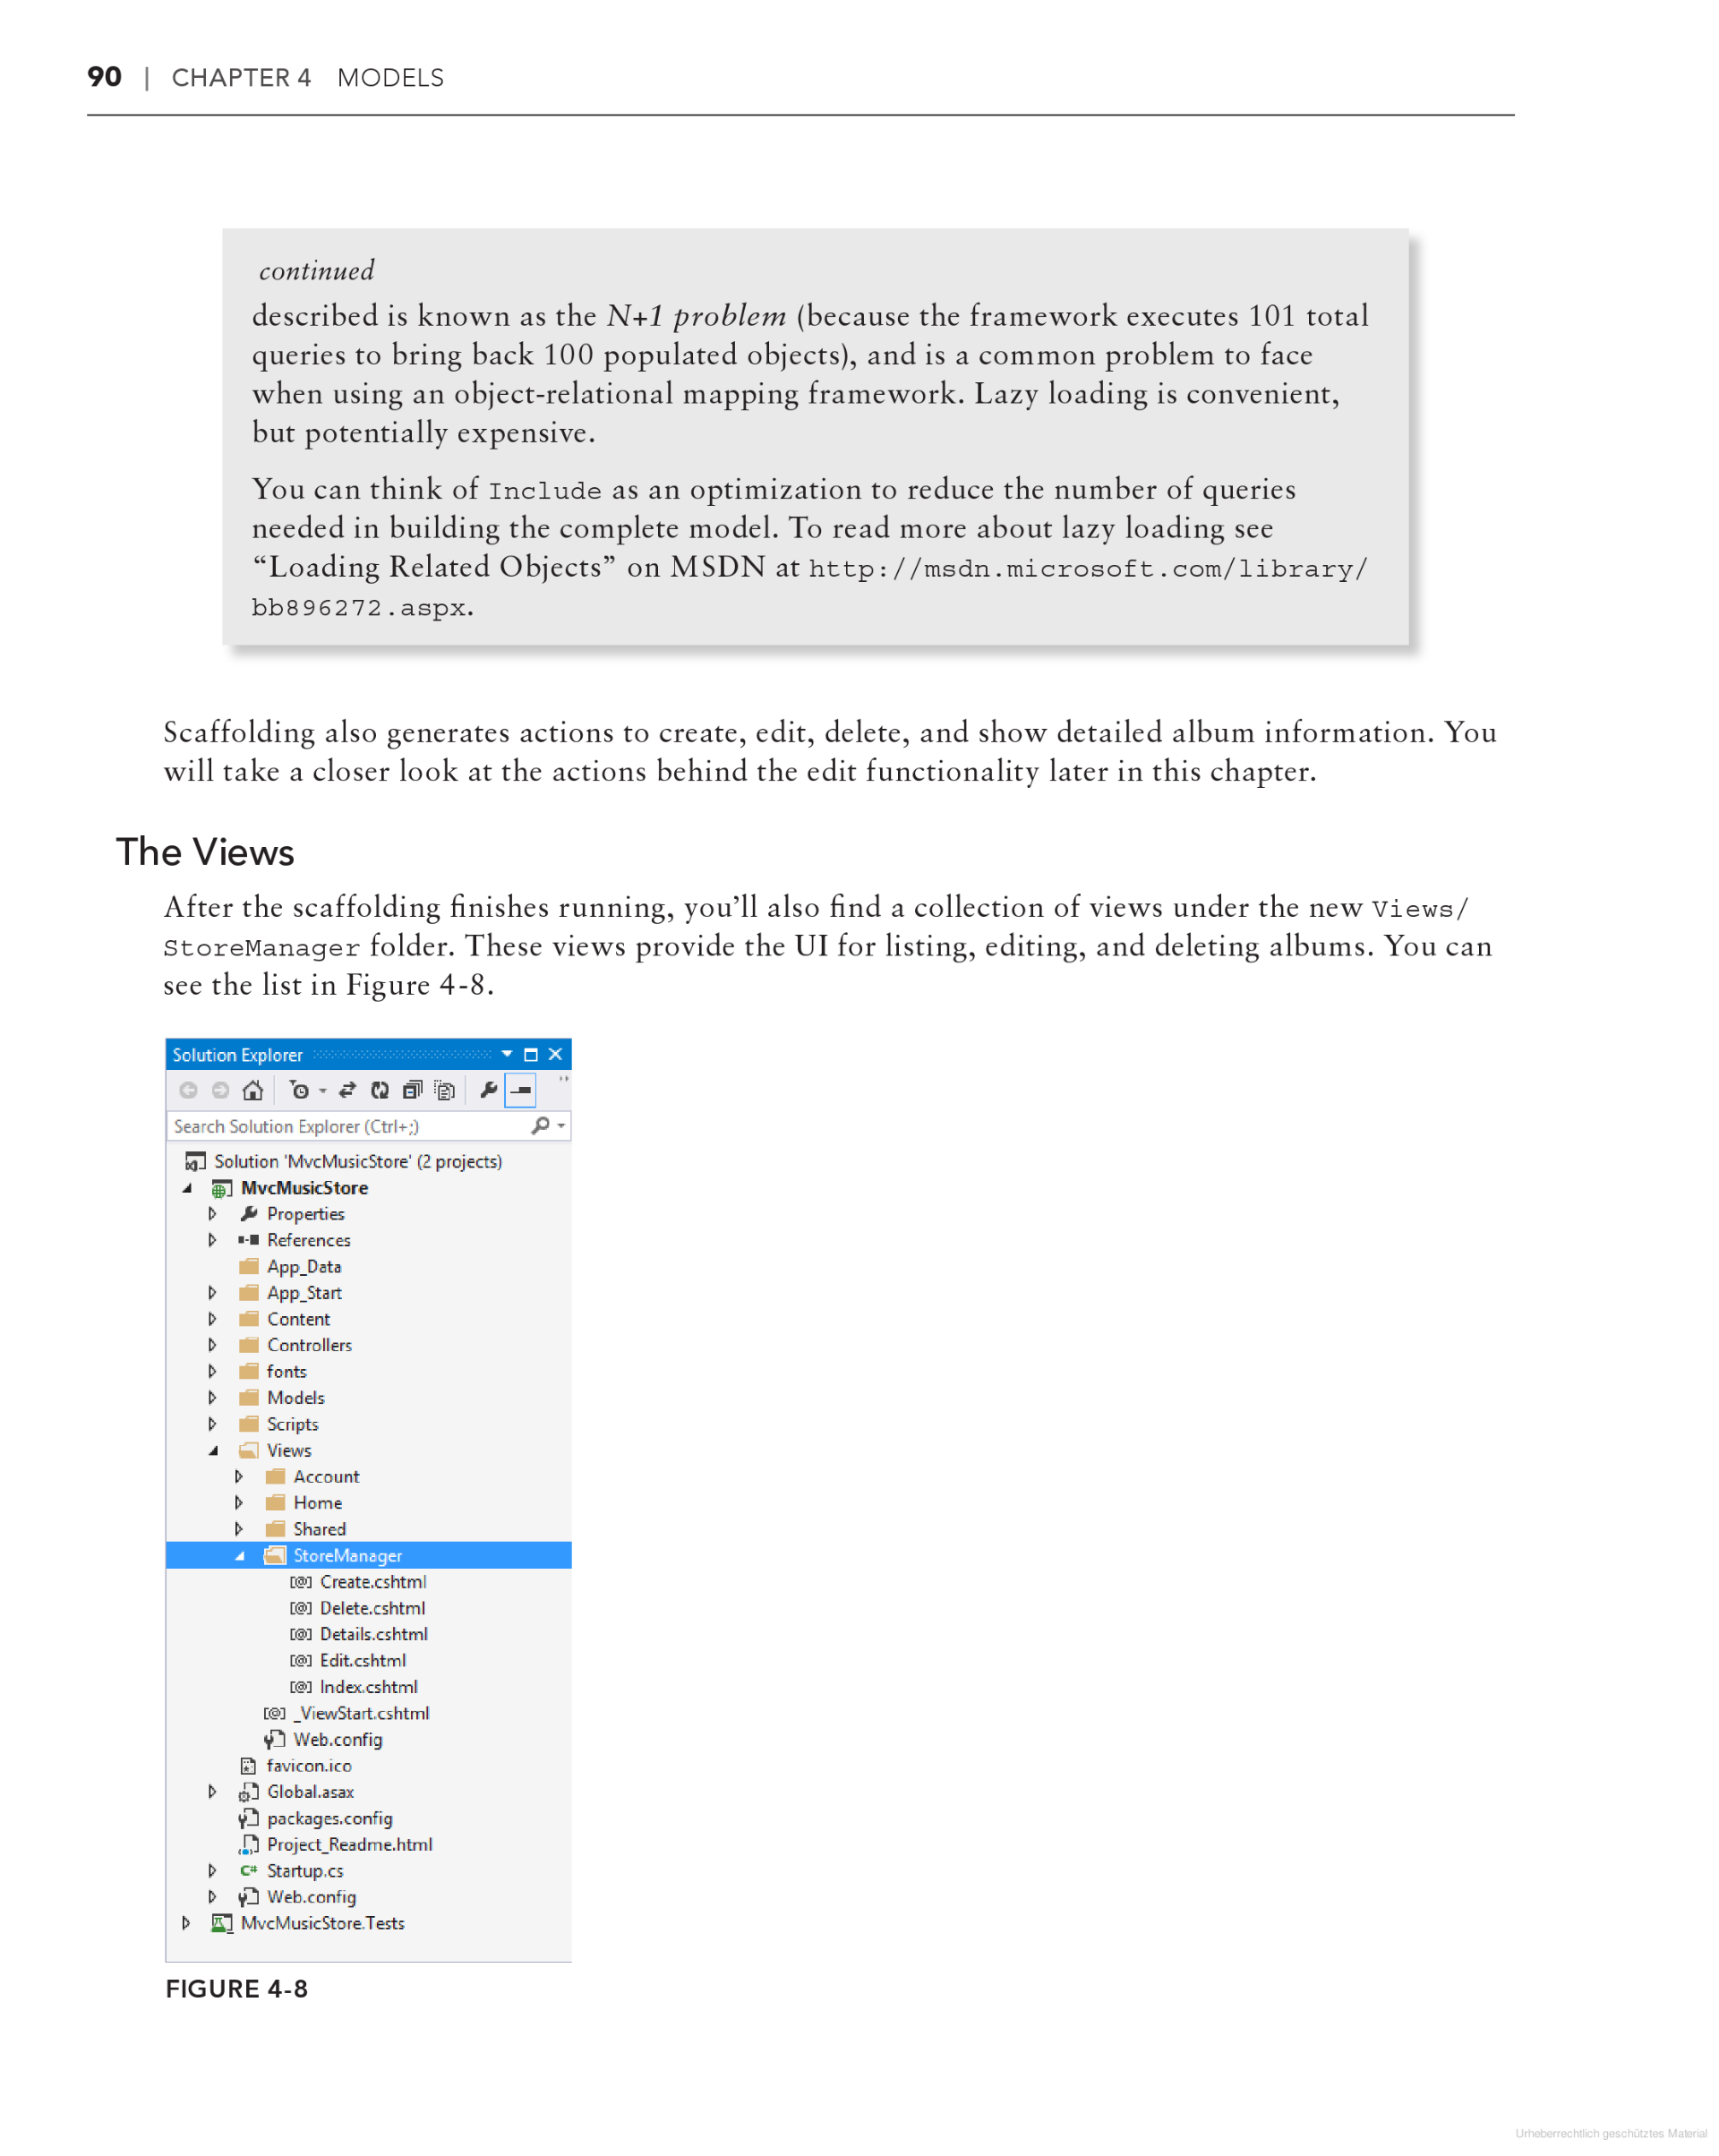 90 | CHAPTER 4 MODELS
continued
described is known as the N+1 problem (because the framework executes 101 total
queries to bring back 100 populated objects), and is a common problem to face
when using an object-relational mapping framework. Lazy loading is convenient,
but potentially expensive.
You can think of Include as an optimization to reduce the number of queries
needed in building the complete model. To read more about lazy loading see
“Loading Related Objects” on MSDN at http://msdn.microsoft.com/library/
bb896272.aspx.
Scaffolding also generates actions to create, edit, delete, and show detailed album information. You
will take a closer look at the actions behind the edit functionality later in this chapter.
The Views
After the scaffolding finishes running, you’ll also find a collection of views under the new Views/
StoreManager folder. These views provide the UI for listing, editing, and deleting albums. You can
see the list in Figure 4-8.
Solution Explorer
Search Solution Explorer (Ctrl+;)
Solution 'MvcMusicStore' (2 projects)
MvcMusicStore
Properties
References
App_Data
App_Start
Content
Controllers
fonts
Models
Scripts
Views
Account
Home
Shared
StoreManager
[@] Create.cshtml
[@] Delete.cshtml
[@] Details.cshtml
[@] Edit.cshtml
[@] Index.cshtml
[@] _ViewStart.cshtml
Web.config
favicon.ico
Global.asax
packages.config
Project_Readme.html
C# Startup.cs
Web.config
MvcMusicStore.Tests
FIGURE 4-8
Urheberrechtlich geschütztes Material